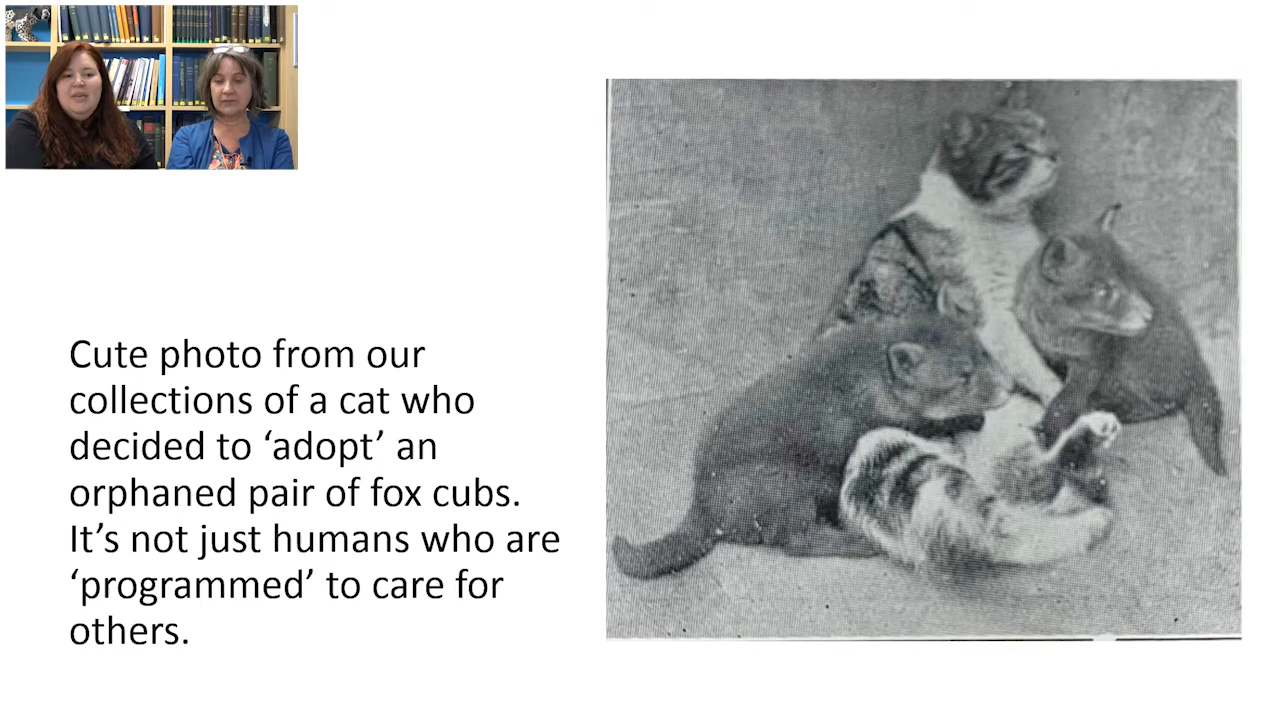 Cute photo from our
collections of a cat who
decided to ‘adopt’ an
orphaned pair of fox cubs.
It’s not just humans who are
‘programmed’ to care for
others.